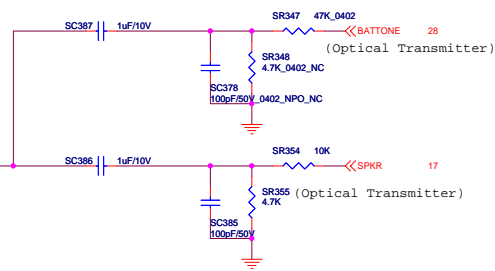 SC387 1uF/10V SR347 47K_0402 BATTONE 28
(Optical Transmitter)
SR348
4.7K_0402_NC
SC378
100pF/50V_0402_NPO_NC
SC386 1uF/10V SR354 10K SPKR 17
SR355 (Optical Transmitter)
4.7K
SC385
100pF/50V